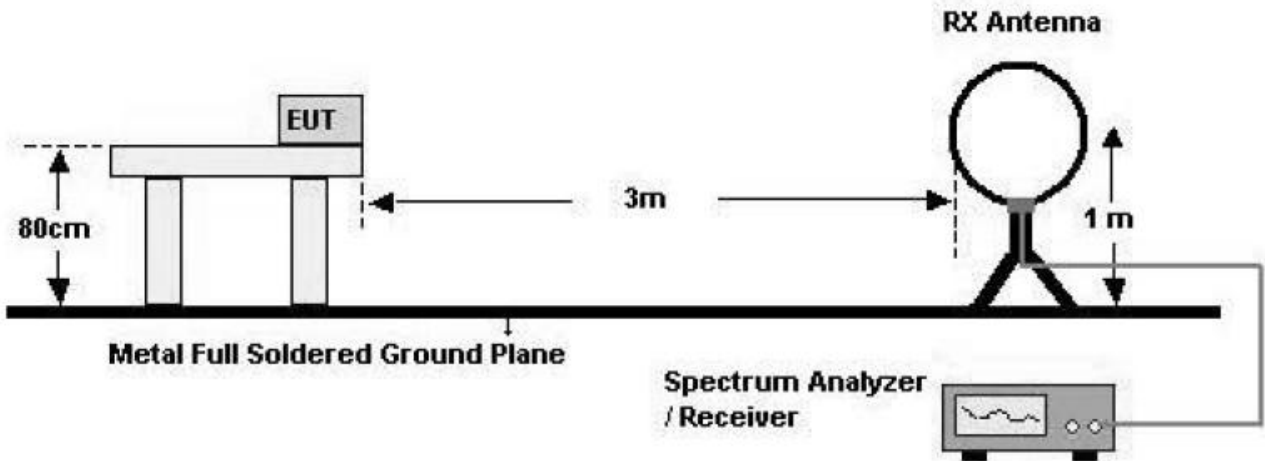 RX Antenna
EUT
3m
80cm
1 m
Metal Full Soldered Ground Plane
Spectrum Analyzer
/ Receiver